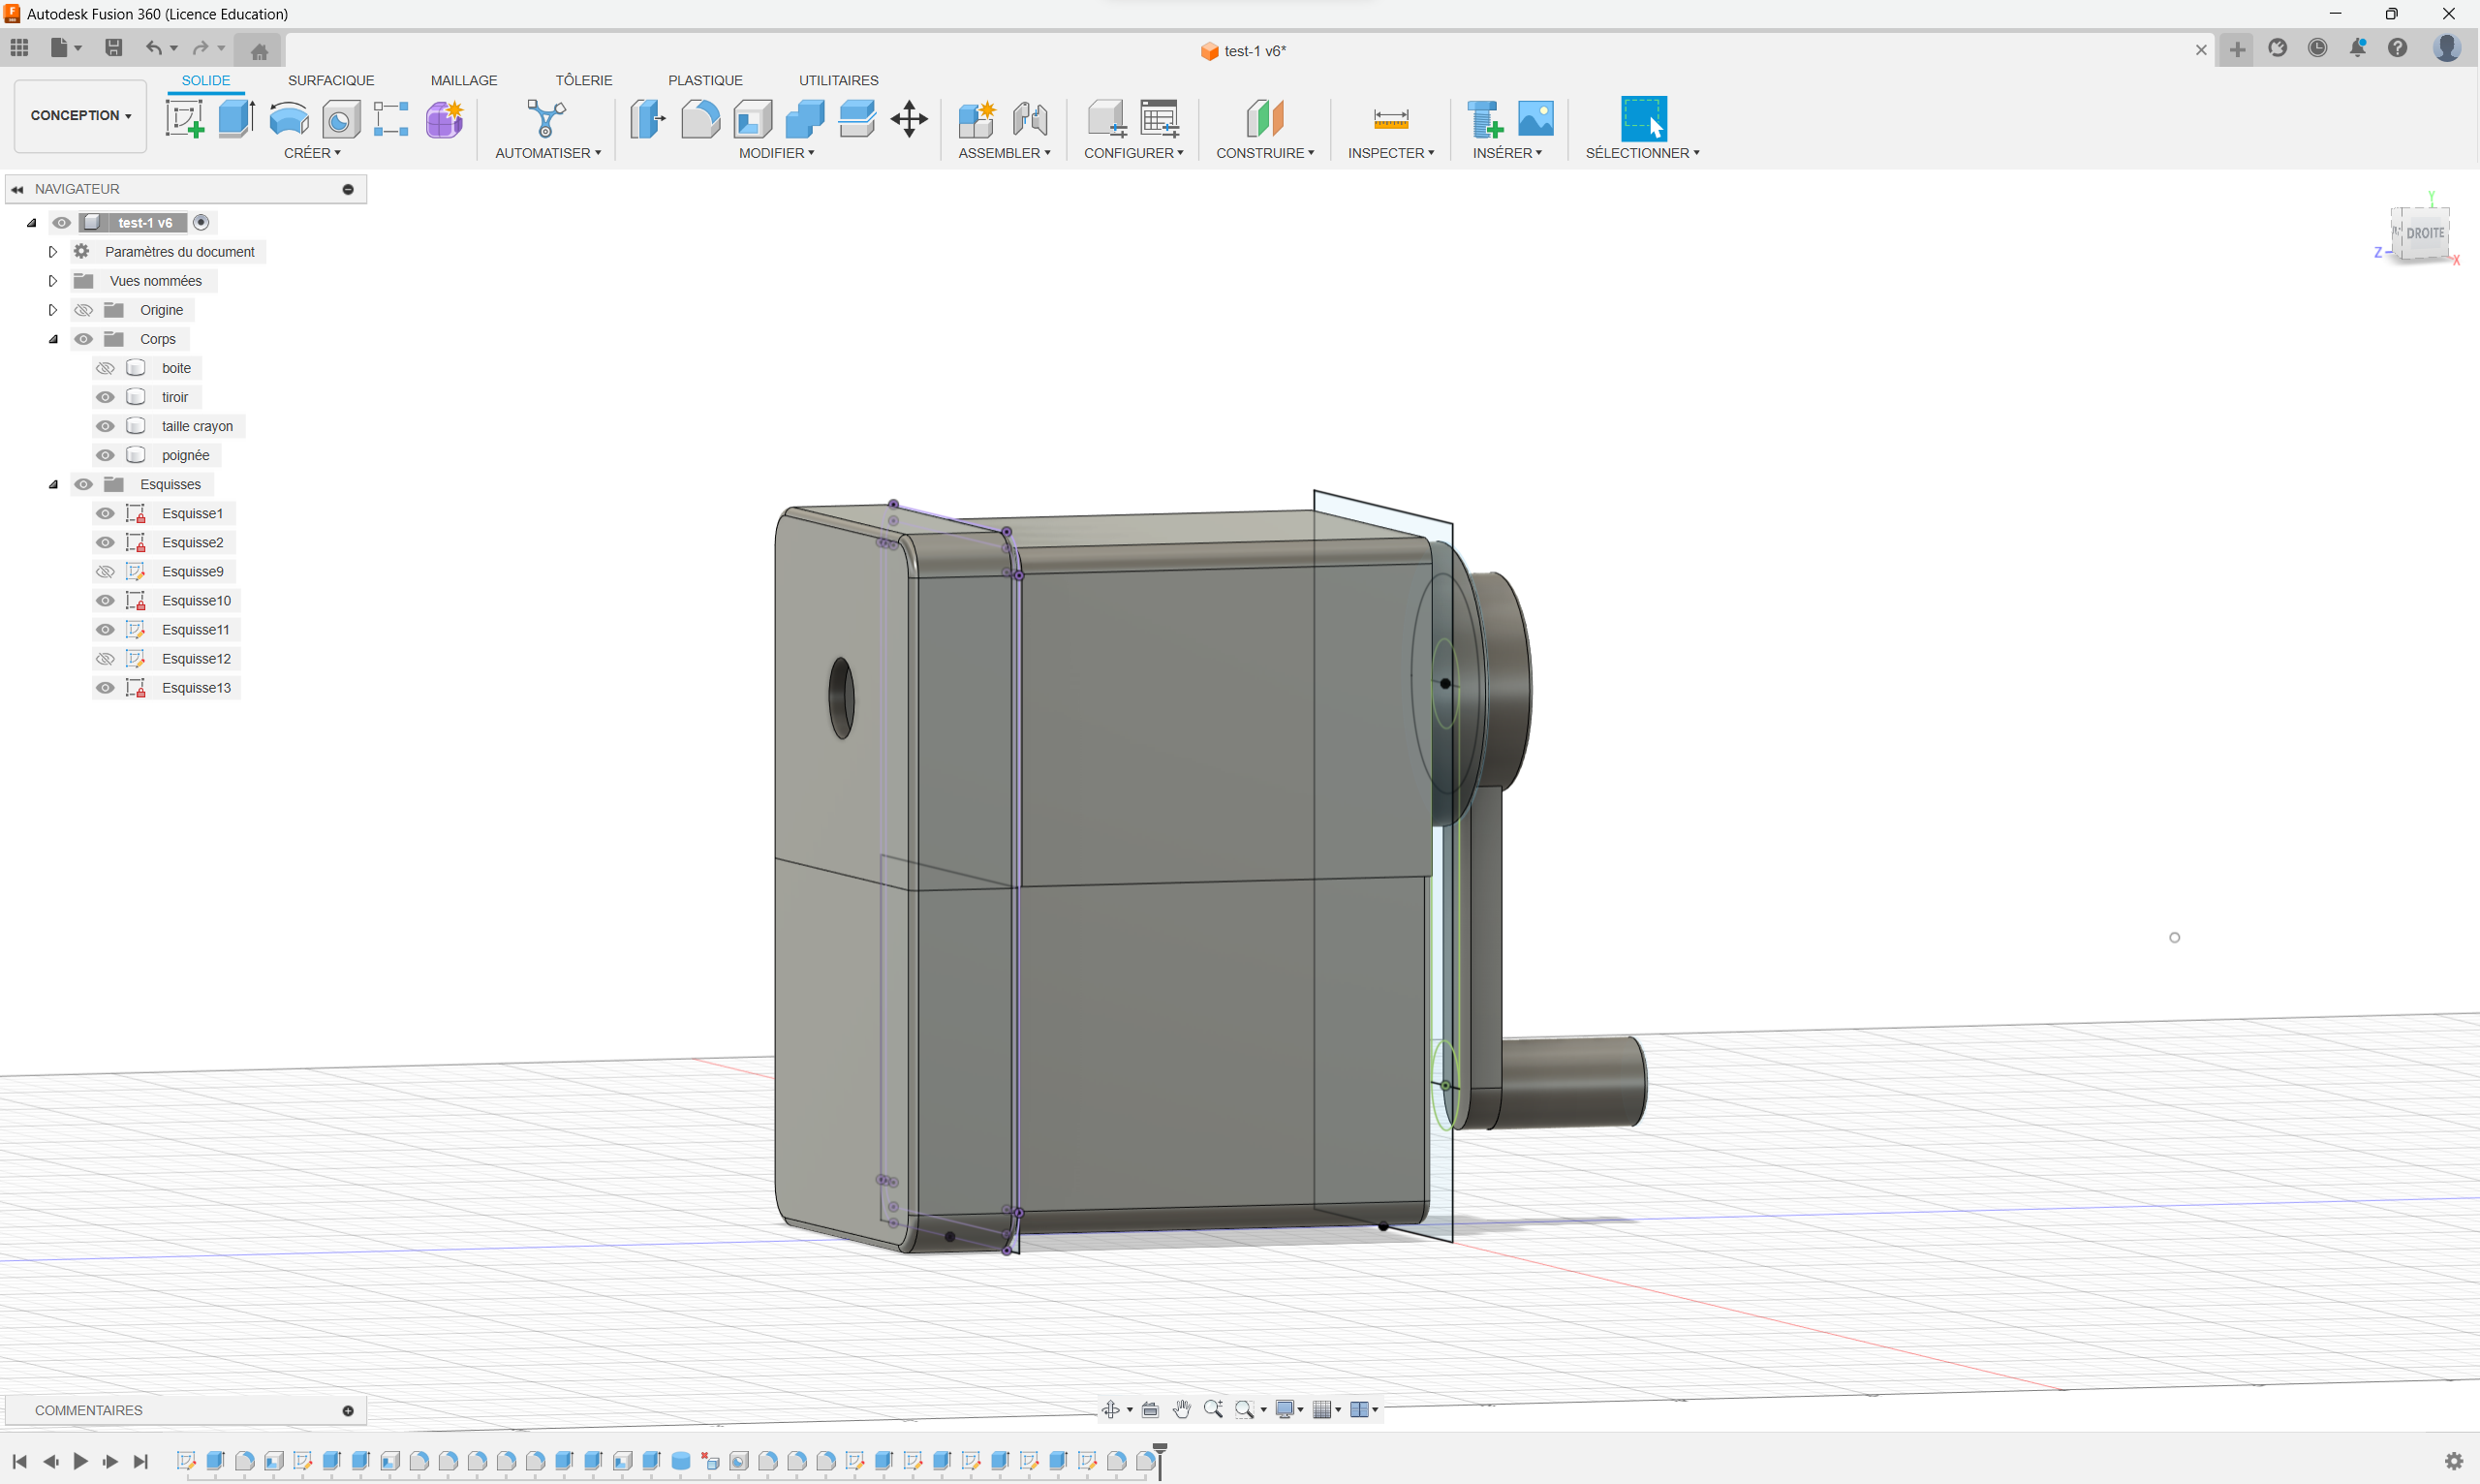 Autodesk Fusion 360 (Licence Education)
test-1 v6*
CONCEPTION
SOLIDE SURFACIQUE MAILLAGE TÔLERIE PLASTIQUE UTILITAIRES
CRÉER AUTOMATISER MODIFIER ASSEMBLER CONFIGURER CONSTRUIRE INSPECTER INSÉRER SÉLECTIONNER
NAVIGATEUR
test-1 v6
Paramètres du document
Vues nommées
Origine
Corps
boite
tiroir
taille crayon
poignée
Esquisses
Esquisse1
Esquisse2
Esquisse9
Esquisse10
Esquisse11
Esquisse12
Esquisse13
Y
DROITE
Z
X
COMMENTAIRES